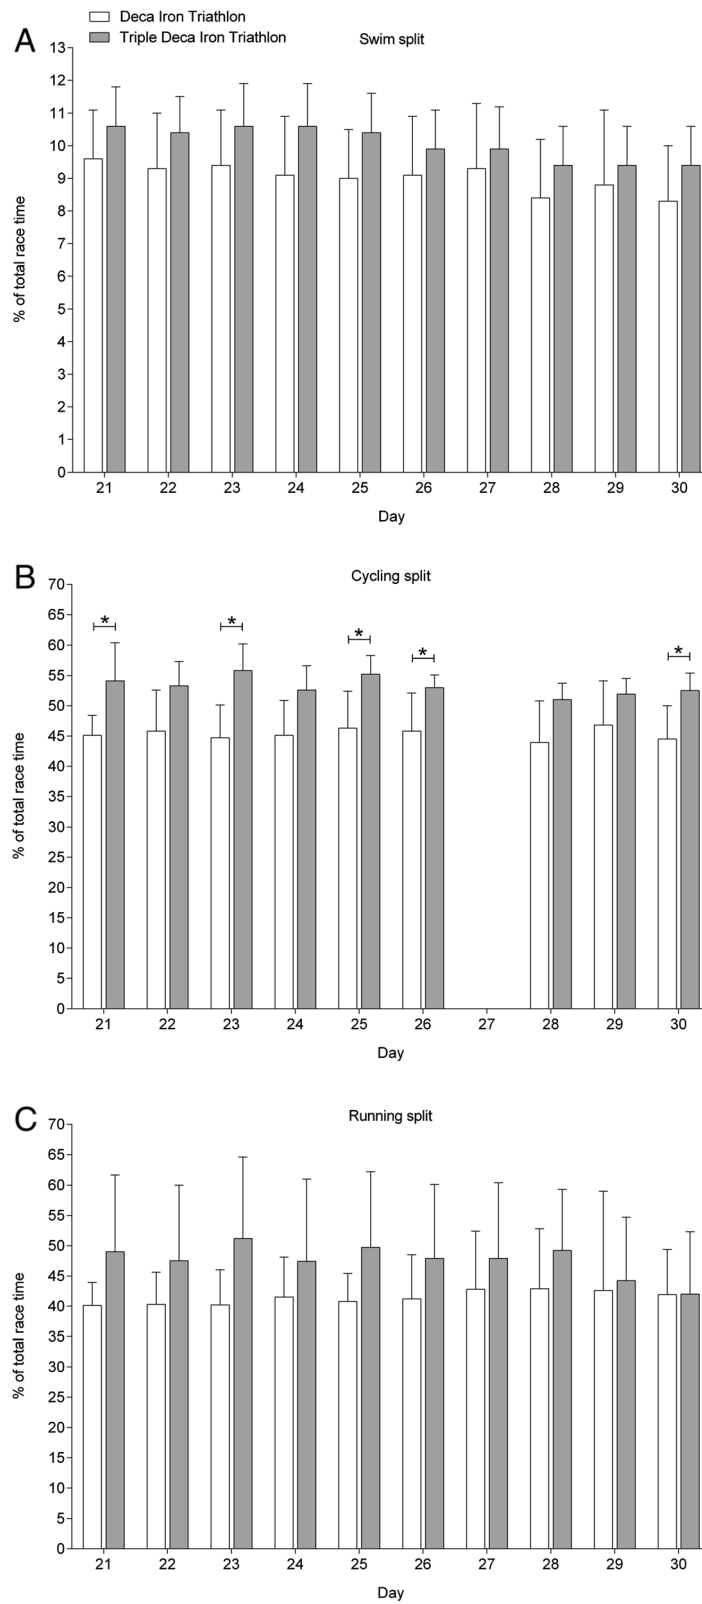 A
Deca Iron Triathlon
Triple Deca Iron Triathlon
Swim split
13
12
11
10
9
8
7
6
5
4
3
2
1
0
% of total race time
21 22 23 24 25 26 27 28 29 30
Day
B
Cycling split
70
65
60
55
50
45
40
35
30
25
20
15
10
5
0
% of total race time
* * * * *
21 22 23 24 25 26 27 28 29 30
Day
C
Running split
70
65
60
55
50
45
40
35
30
25
20
15
10
5
0
% of total race time
21 22 23 24 25 26 27 28 29 30
Day